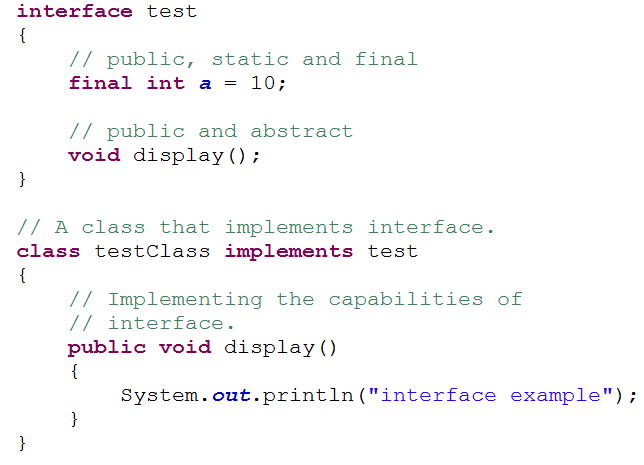 interface test
{
    // public, static and final
    final int a = 10;

    // public and abstract
    void display();
}

// A class that implements interface.
class testClass implements test
{
    // Implementing the capabilities of
    // interface.
    public void display()
    {
        System.out.println("interface example");
    }
}